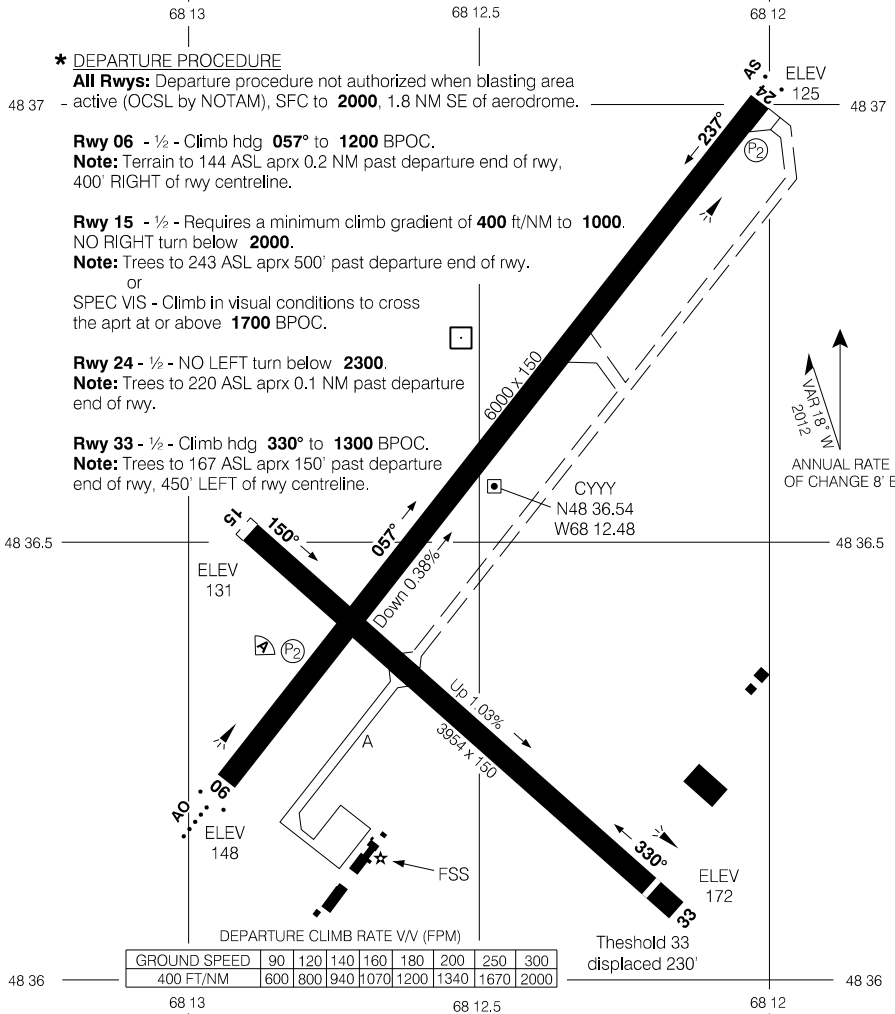 68 13
68 12.5
68 12
* DEPARTURE PROCEDURE
All Rwys: Departure procedure not authorized when blasting area
active (OCSL by NOTAM), SFC to 2000, 1.8 NM SE of aerodrome.
48 37
48 37
AS
ELEV
125
24
237°
P2
Rwy 06 - ½ - Climb hdg 057° to 1200 BPOC.
Note: Terrain to 144 ASL aprx 0.2 NM past departure end of rwy,
400' RIGHT of rwy centreline.
Rwy 15 - ½ - Requires a minimum climb gradient of 400 ft/NM to 1000.
NO RIGHT turn below 2000.
Note: Trees to 243 ASL aprx 500' past departure end of rwy.
or
SPEC VIS - Climb in visual conditions to cross
the aprt at or above 1700 BPOC.
Rwy 24 - ½ - NO LEFT turn below 2300.
Note: Trees to 220 ASL aprx 0.1 NM past departure
end of rwy.
Rwy 33 - ½ - Climb hdg 330° to 1300 BPOC.
Note: Trees to 167 ASL aprx 150' past departure
end of rwy, 450' LEFT of rwy centreline.
6000 x 150
VAR 18° W
2012
ANNUAL RATE
OF CHANGE 8' E
CYYY
N48 36.54
W68 12.48
15
150°
057°
48 36.5
48 36.5
ELEV
131
Down 0.38%
A
P2
Up 1.03%
3954 x 150
A
06
AO
ELEV
148
FSS
330°
ELEV
172
33
Theshold 33
displaced 230'
DEPARTURE CLIMB RATE V/V (FPM)
GROUND SPEED 90 120 140 160 180 200 250 300
400 FT/NM 600 800 940 1070 1200 1340 1670 2000
48 36
48 36
68 13
68 12.5
68 12